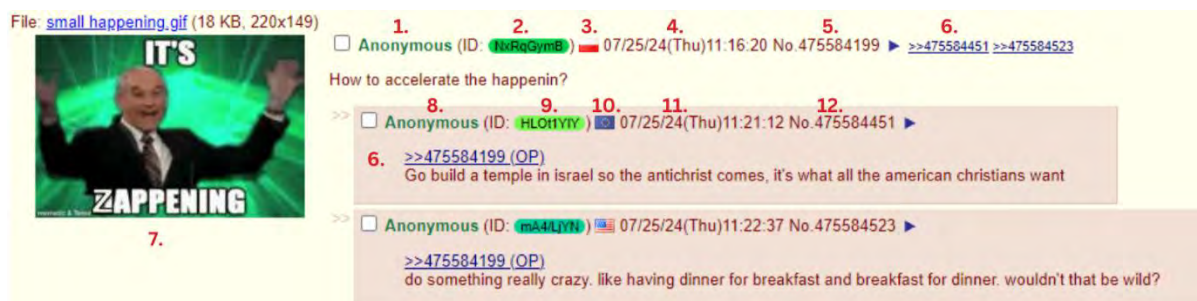 File: small happening.gif (18 KB, 220x149)
IT'S
ZAPPENING
7.
1. 2. 3. 4. 5. 6.
Anonymous (ID: NxRqGymB) 07/25/24(Thu)11:16:20 No.475584199 ▶ >>475584451 >>475584523
How to accelerate the happenin?
8. 9. 10. 11. 12.
>> Anonymous (ID: HLOt1YIY) 07/25/24(Thu)11:21:12 No.475584451 ▶
6. >>475584199 (OP)
Go build a temple in israel so the antichrist comes, it's what all the american christians want
>> Anonymous (ID: mA4/LjYN) 07/25/24(Thu)11:22:37 No.475584523 ▶
>>475584199 (OP)
do something really crazy. like having dinner for breakfast and breakfast for dinner. wouldn't that be wild?